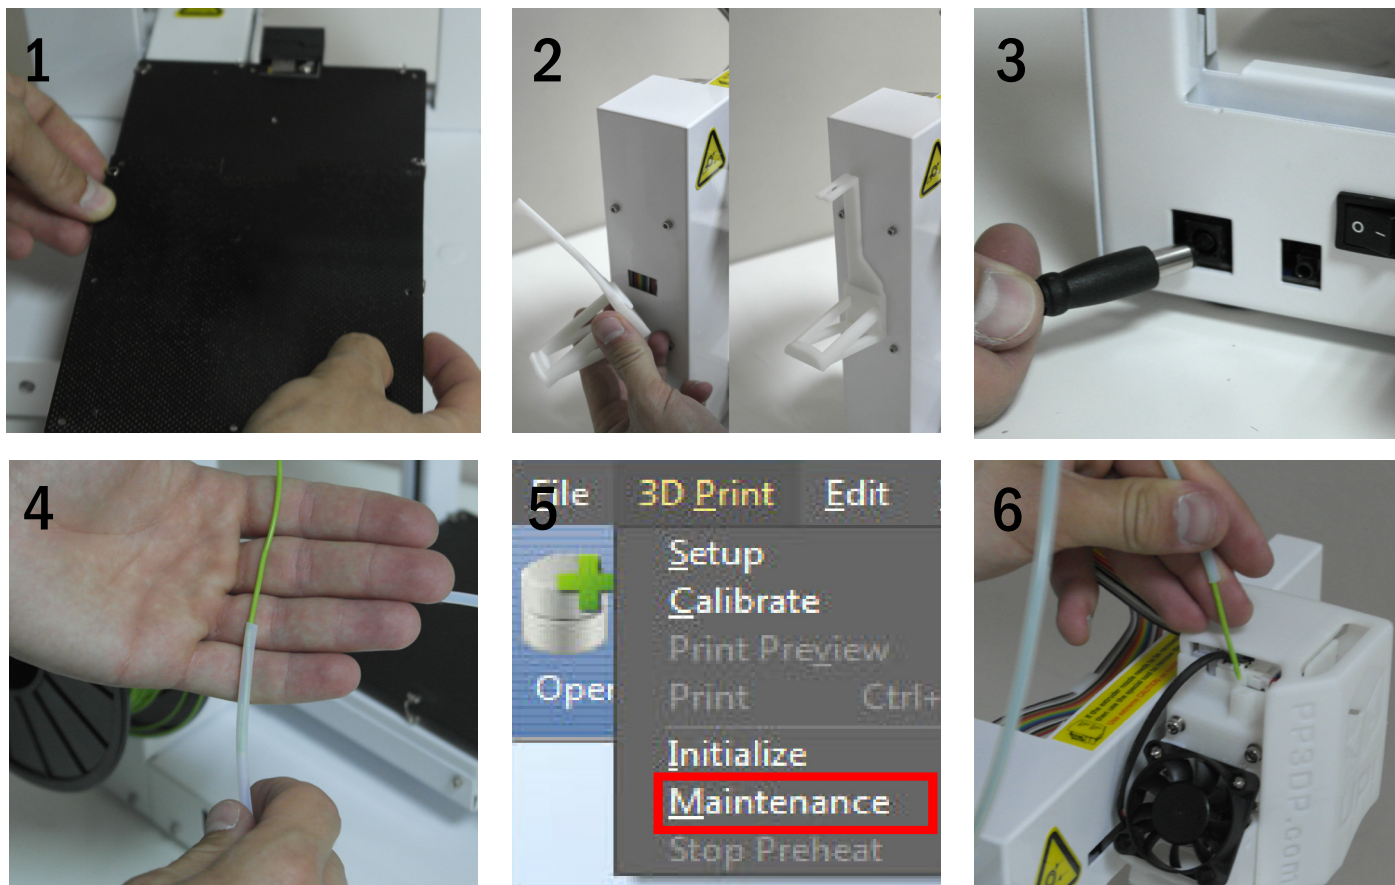 1
2
3
4
5
File
3D Print
Edit
Setup
Calibrate
Print Preview
Print
Ctrl+
Initialize
Maintenance
Stop Preheat
6
PP3DP.com